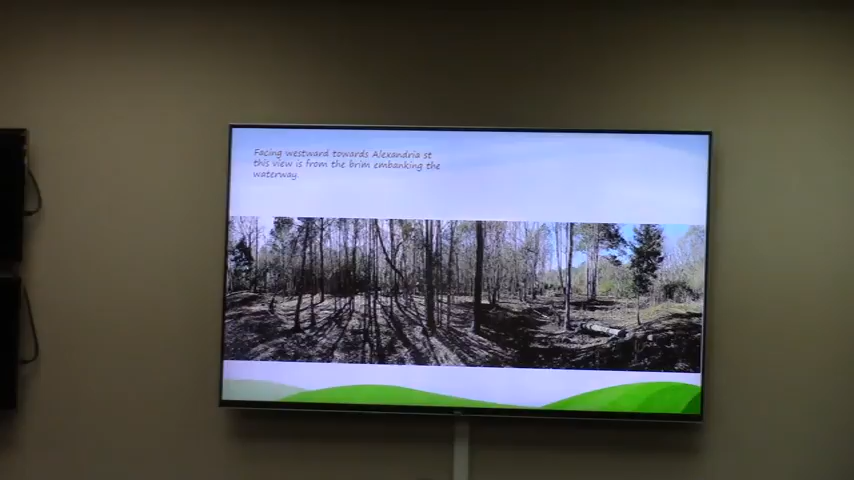 Facing westward towards Alexandria st
this view is from the brim embanking the
waterway.